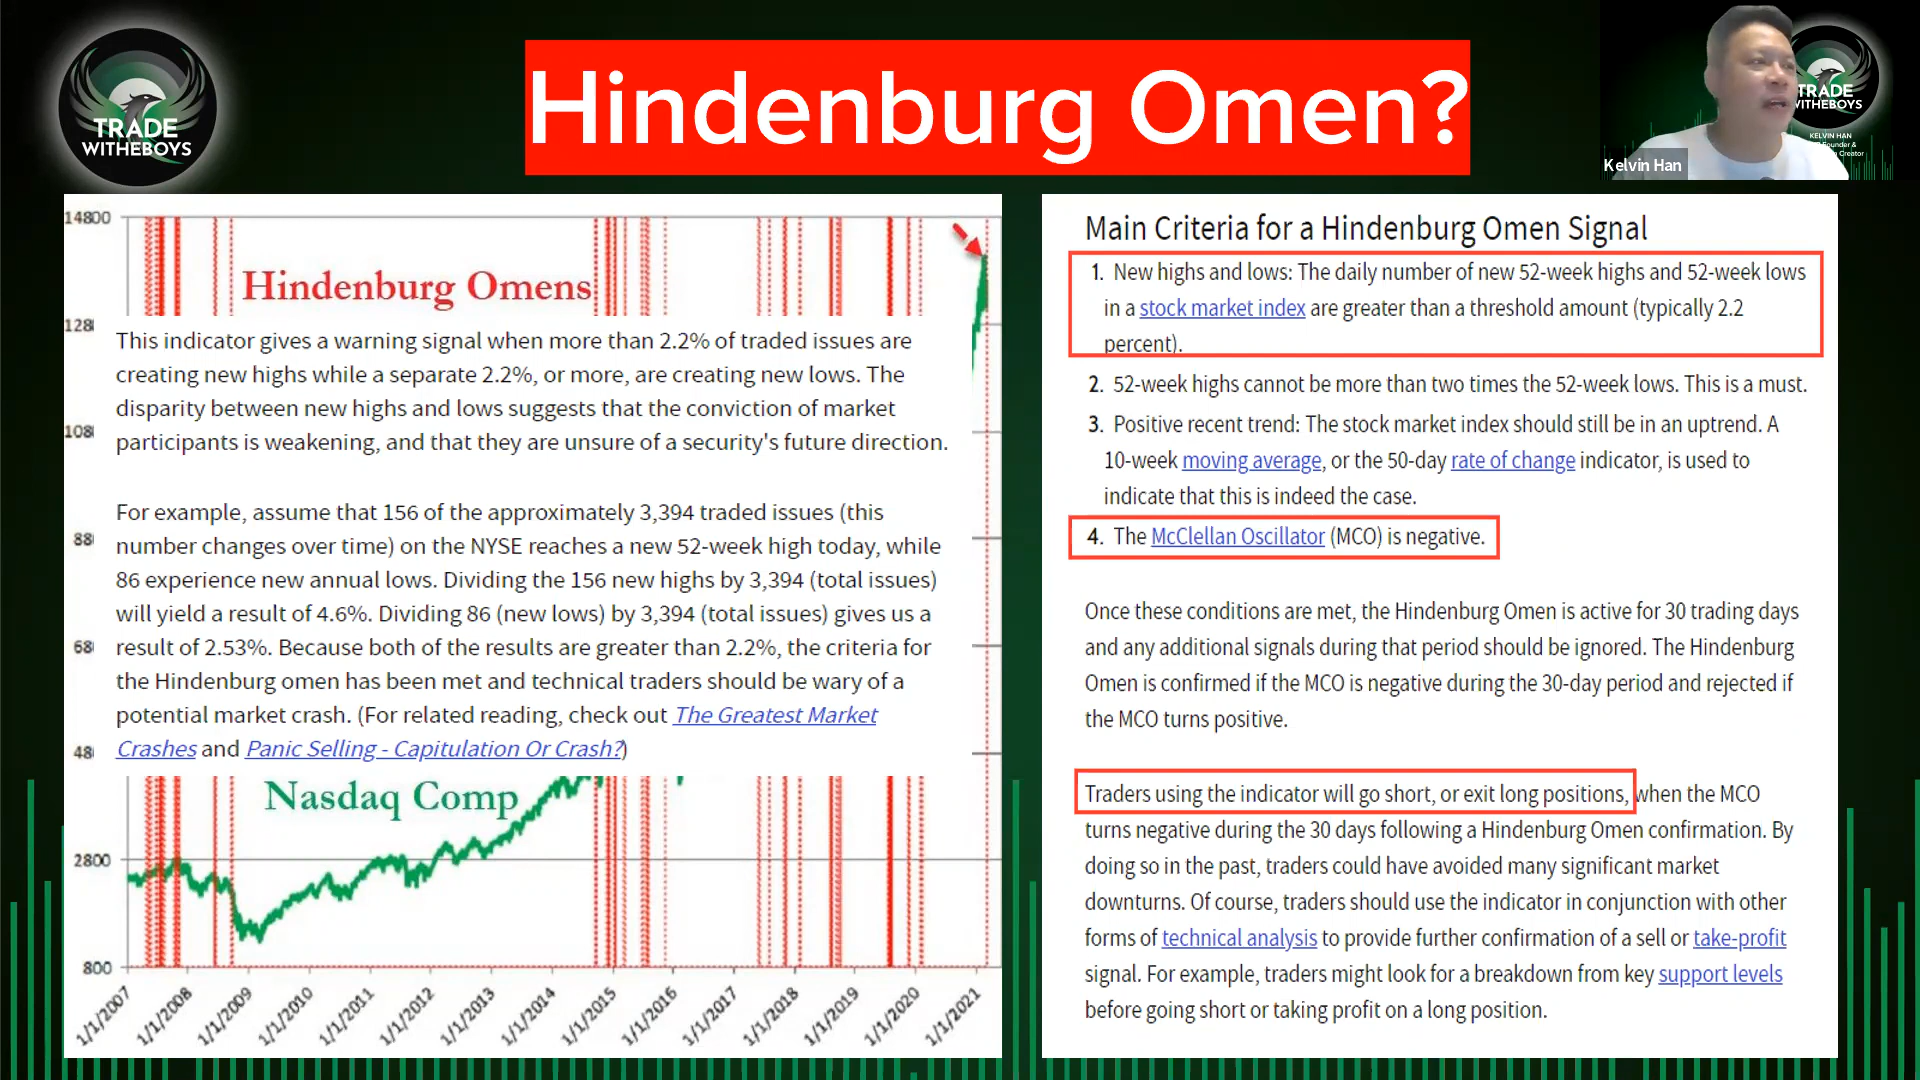 TRADE
WITHEBOYS
Hindenburg Omen?
TRADE
WITHEBOYS
KELVIN HAN
Founder &
Creator
Kelvin Han
14800
Hindenburg Omens
128
This indicator gives a warning signal when more than 2.2% of traded issues are
creating new highs while a separate 2.2%, or more, are creating new lows. The
disparity between new highs and lows suggests that the conviction of market
108
participants is weakening, and that they are unsure of a security's future direction.
For example, assume that 156 of the approximately 3,394 traded issues (this
88
number changes over time) on the NYSE reaches a new 52-week high today, while
86 experience new annual lows. Dividing the 156 new highs by 3,394 (total issues)
will yield a result of 4.6%. Dividing 86 (new lows) by 3,394 (total issues) gives us a
68
result of 2.53%. Because both of the results are greater than 2.2%, the criteria for
the Hindenburg omen has been met and technical traders should be wary of a
potential market crash. (For related reading, check out The Greatest Market
48
Crashes and Panic Selling - Capitulation Or Crash?)
Nasdaq Comp
2800
800
1/1/2007
1/1/2008
1/1/2009
1/1/2010
1/1/2011
1/1/2012
1/1/2013
1/1/2014
1/1/2015
1/1/2016
1/1/2017
1/1/2018
1/1/2019
1/1/2020
1/1/2021
Main Criteria for a Hindenburg Omen Signal
1. New highs and lows: The daily number of new 52-week highs and 52-week lows
in a stock market index are greater than a threshold amount (typically 2.2
percent).
2. 52-week highs cannot be more than two times the 52-week lows. This is a must.
3. Positive recent trend: The stock market index should still be in an uptrend. A
10-week moving average, or the 50-day rate of change indicator, is used to
indicate that this is indeed the case.
4. The McClellan Oscillator (MCO) is negative.
Once these conditions are met, the Hindenburg Omen is active for 30 trading days
and any additional signals during that period should be ignored. The Hindenburg
Omen is confirmed if the MCO is negative during the 30-day period and rejected if
the MCO turns positive.
Traders using the indicator will go short, or exit long positions, when the MCO
turns negative during the 30 days following a Hindenburg Omen confirmation. By
doing so in the past, traders could have avoided many significant market
downturns. Of course, traders should use the indicator in conjunction with other
forms of technical analysis to provide further confirmation of a sell or take-profit
signal. For example, traders might look for a breakdown from key support levels
before going short or taking profit on a long position.